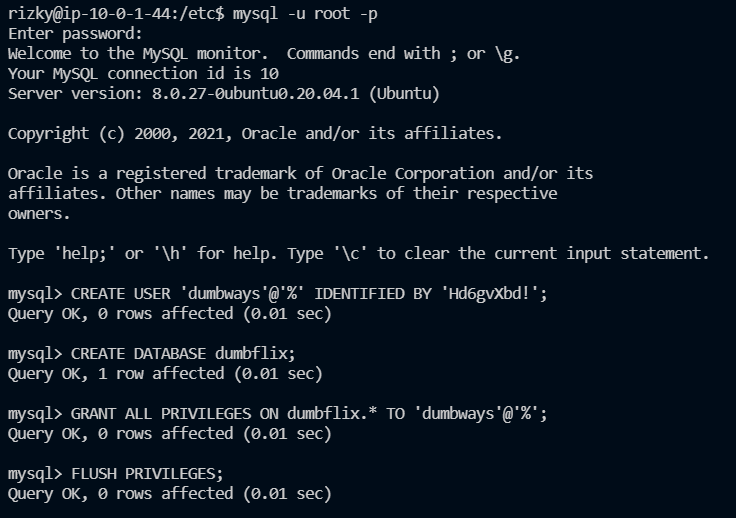 rizky@ip-10-0-1-44:/etc$ mysql -u root -p
Enter password:
Welcome to the MySQL monitor.  Commands end with ; or \g.
Your MySQL connection id is 10
Server version: 8.0.27-0ubuntu0.20.04.1 (Ubuntu)
Copyright (c) 2000, 2021, Oracle and/or its affiliates.
Oracle is a registered trademark of Oracle Corporation and/or its
affiliates. Other names may be trademarks of their respective
owners.
Type 'help;' or '\h' for help. Type '\c' to clear the current input statement.
mysql> CREATE USER 'dumbways'@'%' IDENTIFIED BY 'Hd6gvXbd!';
Query OK, 0 rows affected (0.01 sec)
mysql> CREATE DATABASE dumbflix;
Query OK, 1 row affected (0.01 sec)
mysql> GRANT ALL PRIVILEGES ON dumbflix.* TO 'dumbways'@'%';
Query OK, 0 rows affected (0.01 sec)
mysql> FLUSH PRIVILEGES;
Query OK, 0 rows affected (0.01 sec)